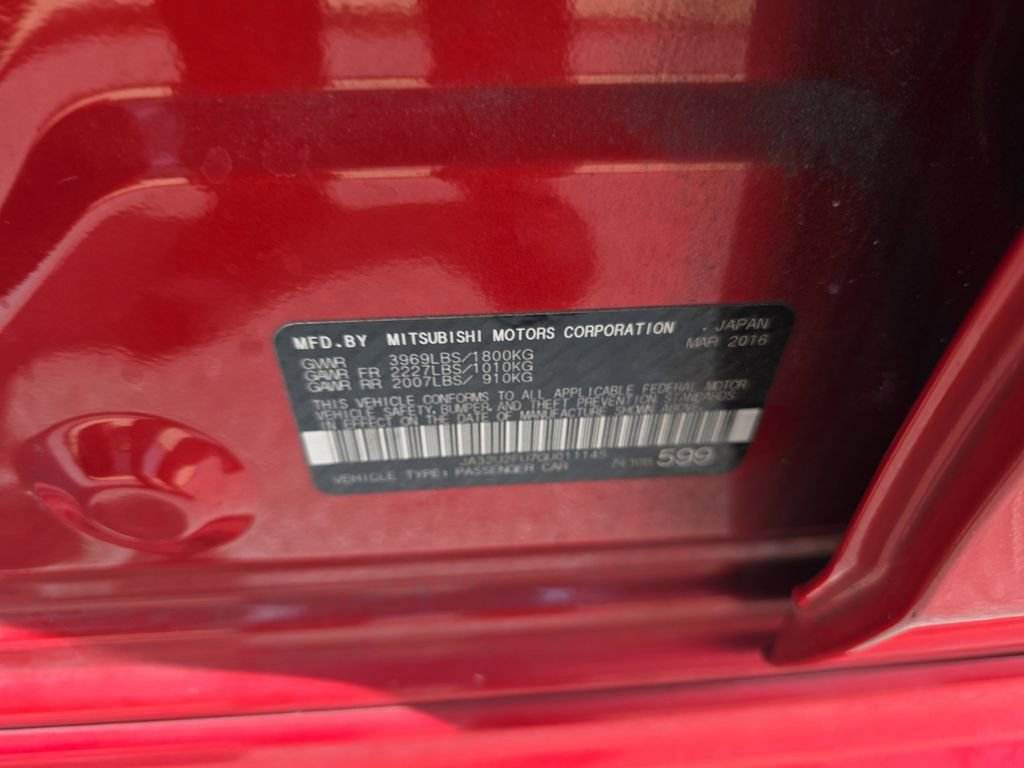 MFD.BY MITSUBISHI MOTORS CORPORATION JAPAN
MAR 2016
GVWR 3969LBS/1800KG
GAWR FR 2227LBS/1010KG
GAWR RR 2007LBS/ 910KG
THIS VEHICLE CONFORMS TO ALL APPLICABLE FEDERAL MOTOR
VEHICLE SAFETY, BUMPER, AND THEFT PREVENTION STANDARDS
IN EFFECT ON THE DATE OF MANUFACTURE SHOWN ABOVE.
599
VEHICLE TYPE: PASSENGER CAR